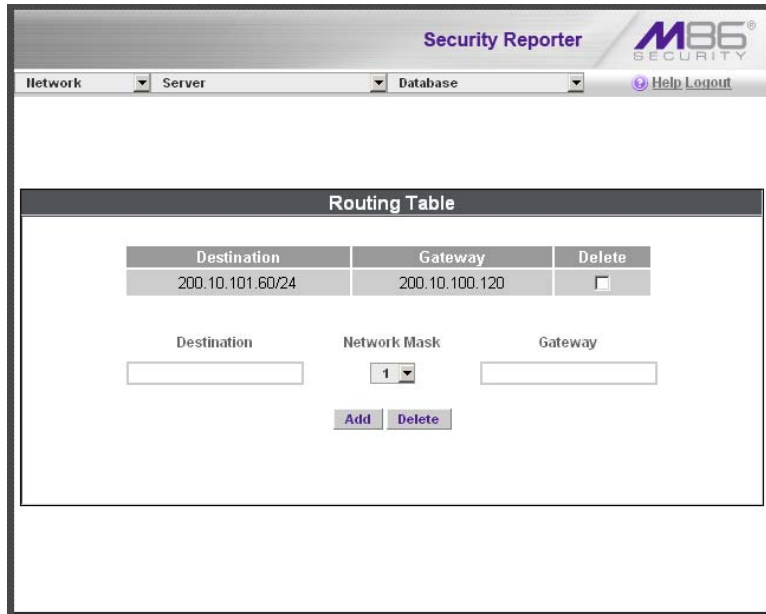 Security Reporter
M86® SECURITY
Network Server Database Help Logout
Routing Table
Destination Gateway Delete
200.10.101.60/24 200.10.100.120
Destination Network Mask Gateway
1
Add Delete